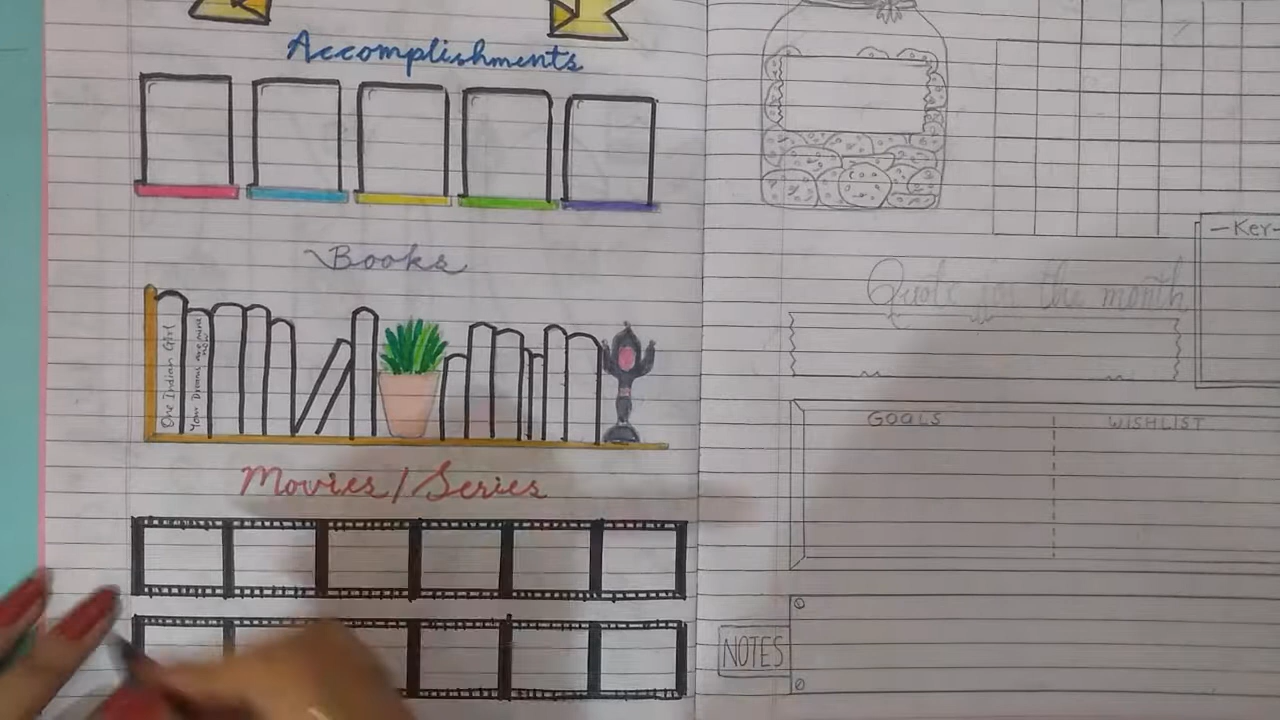 Accomplishments
Books
One Indian Girl
Your Dreams are mine now
Movies/Series
Key
Quote for the month
GOALS
WISHLIST
NOTES